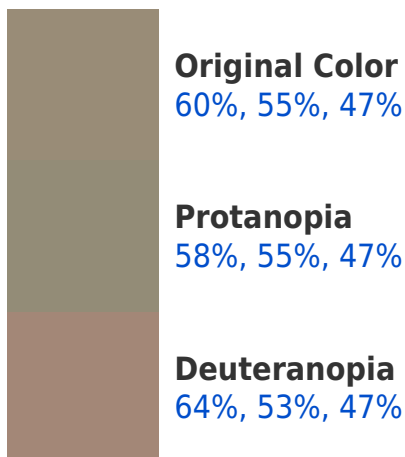 Original Color
60%, 55%, 47%
Protanopia
58%, 55%, 47%
Deuteranopia
64%, 53%, 47%